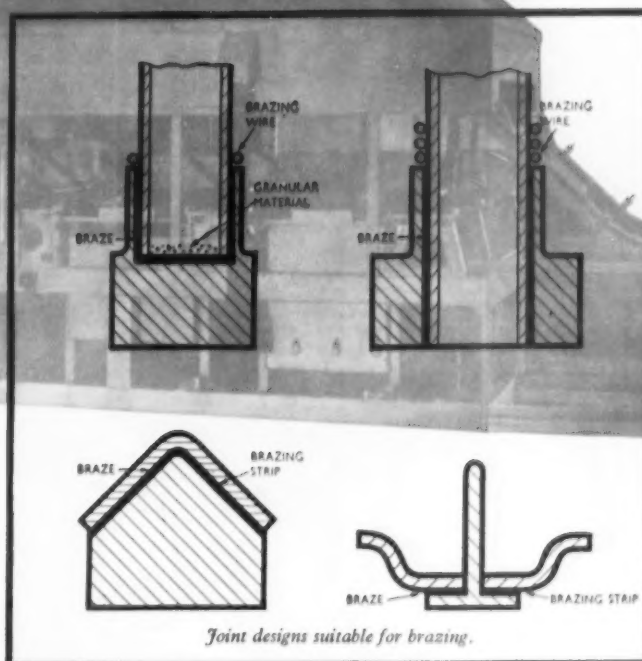 BRAZING
WIRE
GRANULAR
MATERIAL
BRAZE
BRAZING
WIRE
BRAZE
BRAZE
BRAZING
STRIP
BRAZE
BRAZING STRIP
Joint designs suitable for brazing.